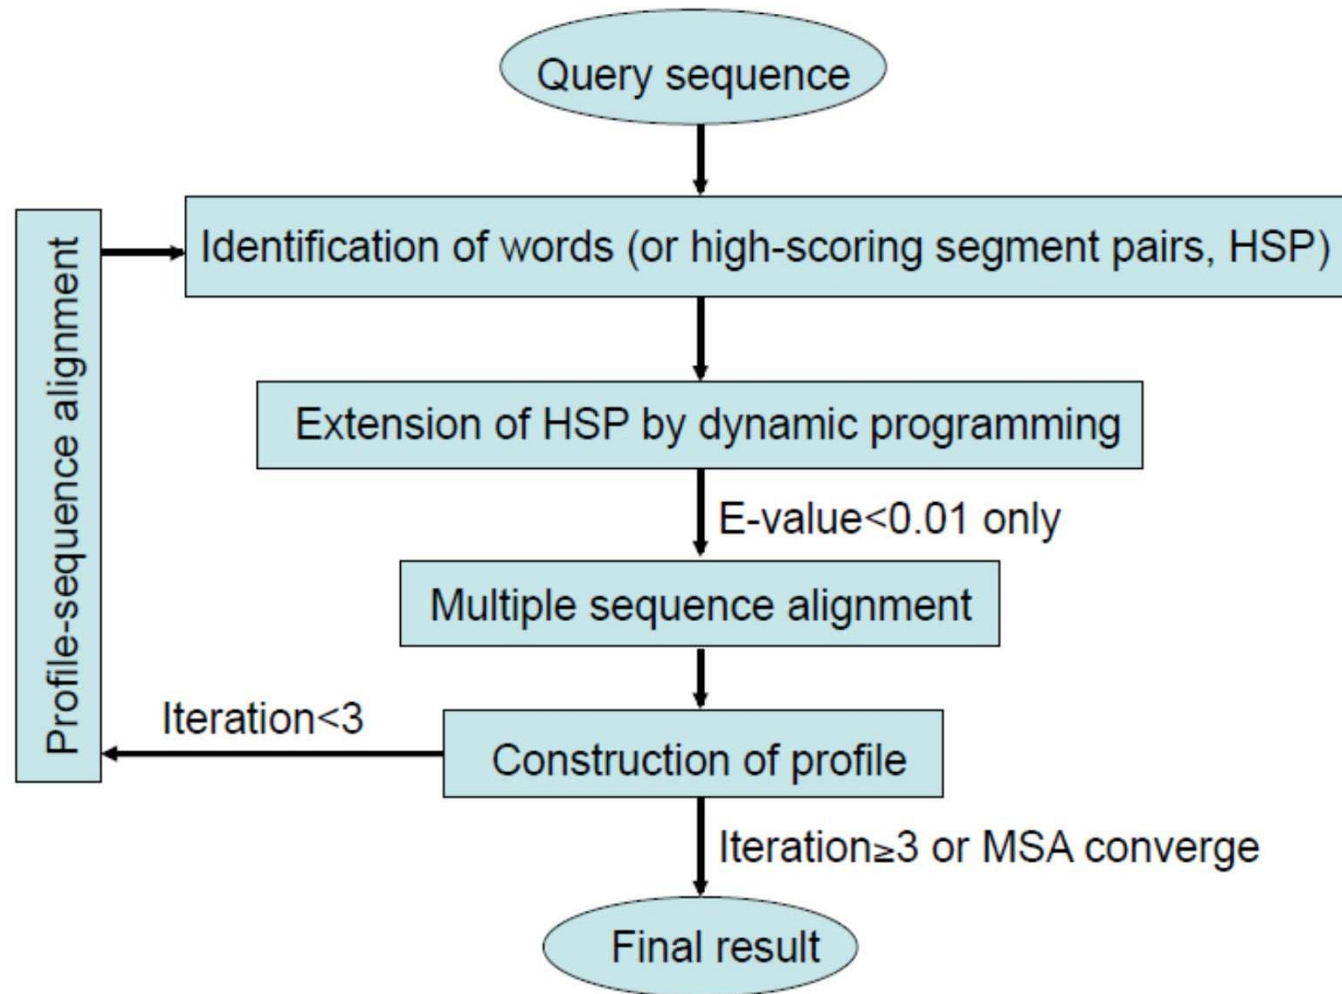 Query sequence
Identification of words (or high-scoring segment pairs, HSP)
Profile-sequence alignment
Extension of HSP by dynamic programming
E-value<0.01 only
Multiple sequence alignment
Iteration<3
Construction of profile
Iteration≥3 or MSA converge
Final result